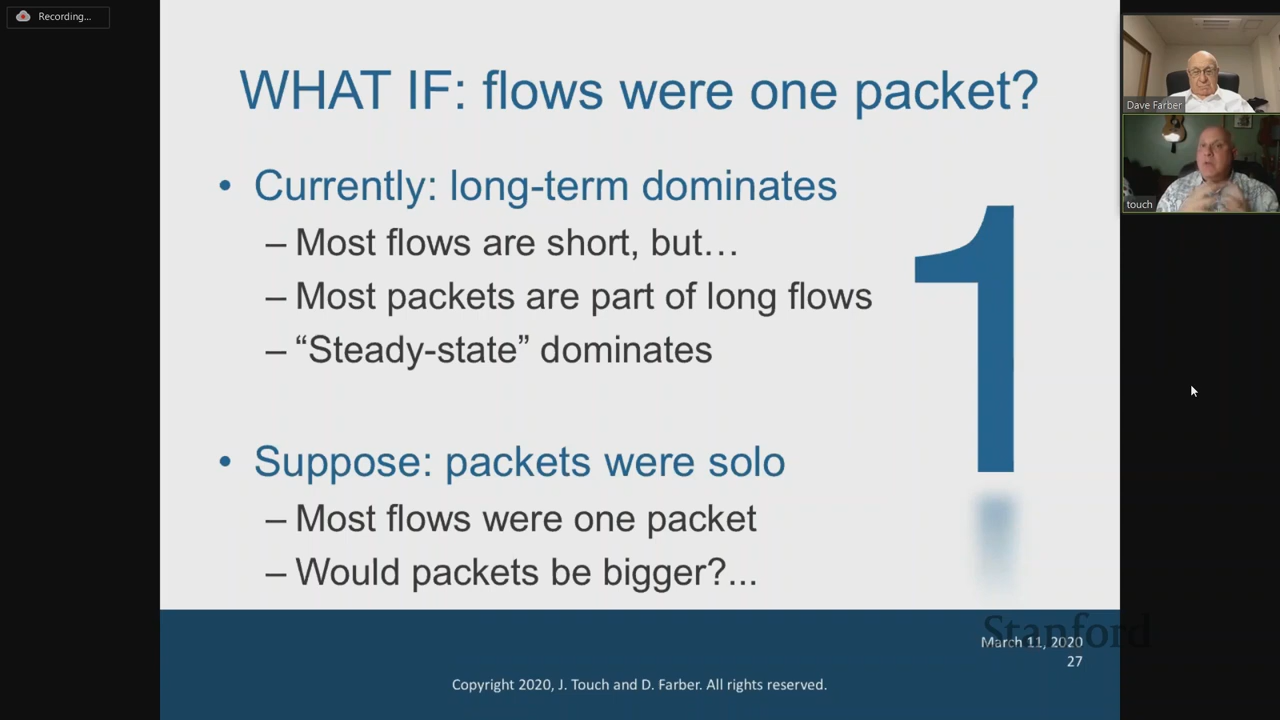 Recording...
WHAT IF: flows were one packet?
• Currently: long-term dominates
– Most flows are short, but…
– Most packets are part of long flows
– “Steady-state” dominates
1
• Suppose: packets were solo
– Most flows were one packet
– Would packets be bigger?...
Stanford
March 11, 2020
27
Copyright 2020, J. Touch and D. Farber. All rights reserved.
Dave Farber
touch